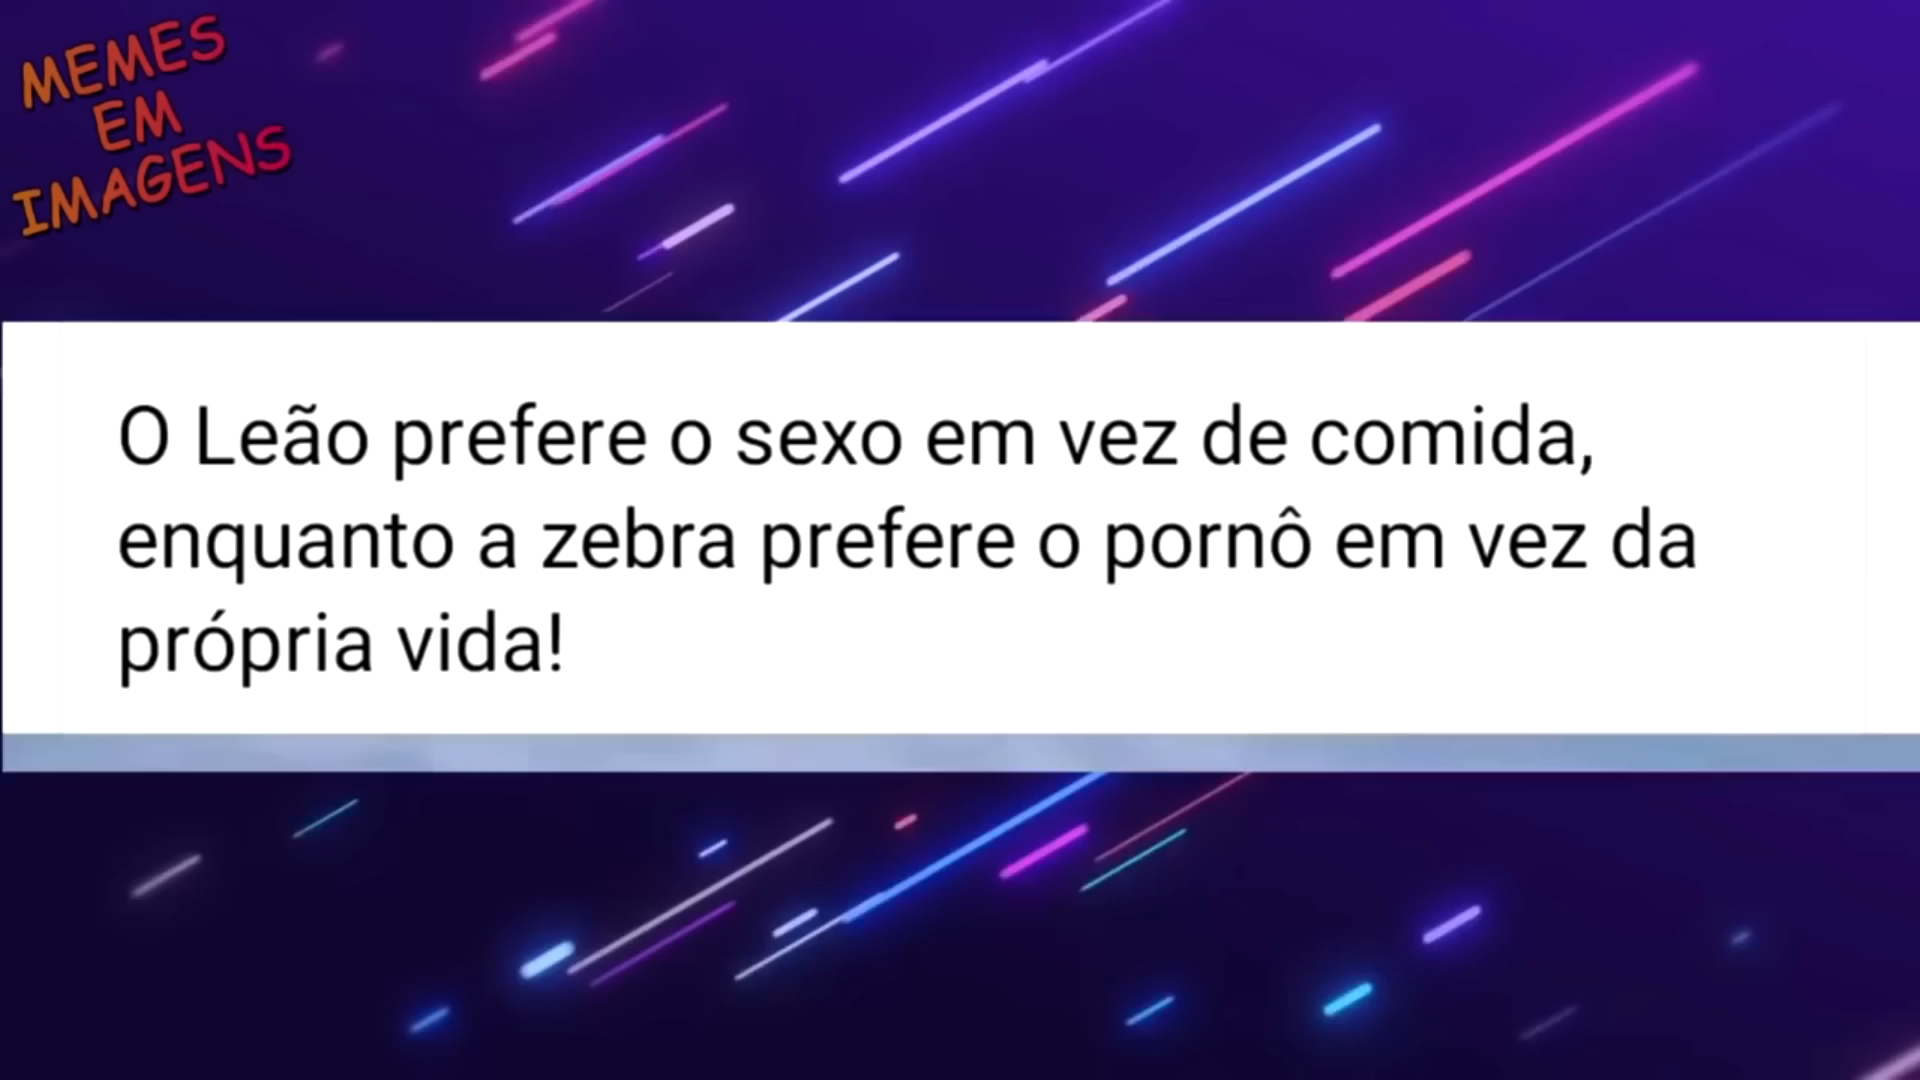 MEMES
EM
IMAGENS
O Leão prefere o sexo em vez de comida,
enquanto a zebra prefere o pornô em vez da
própria vida!